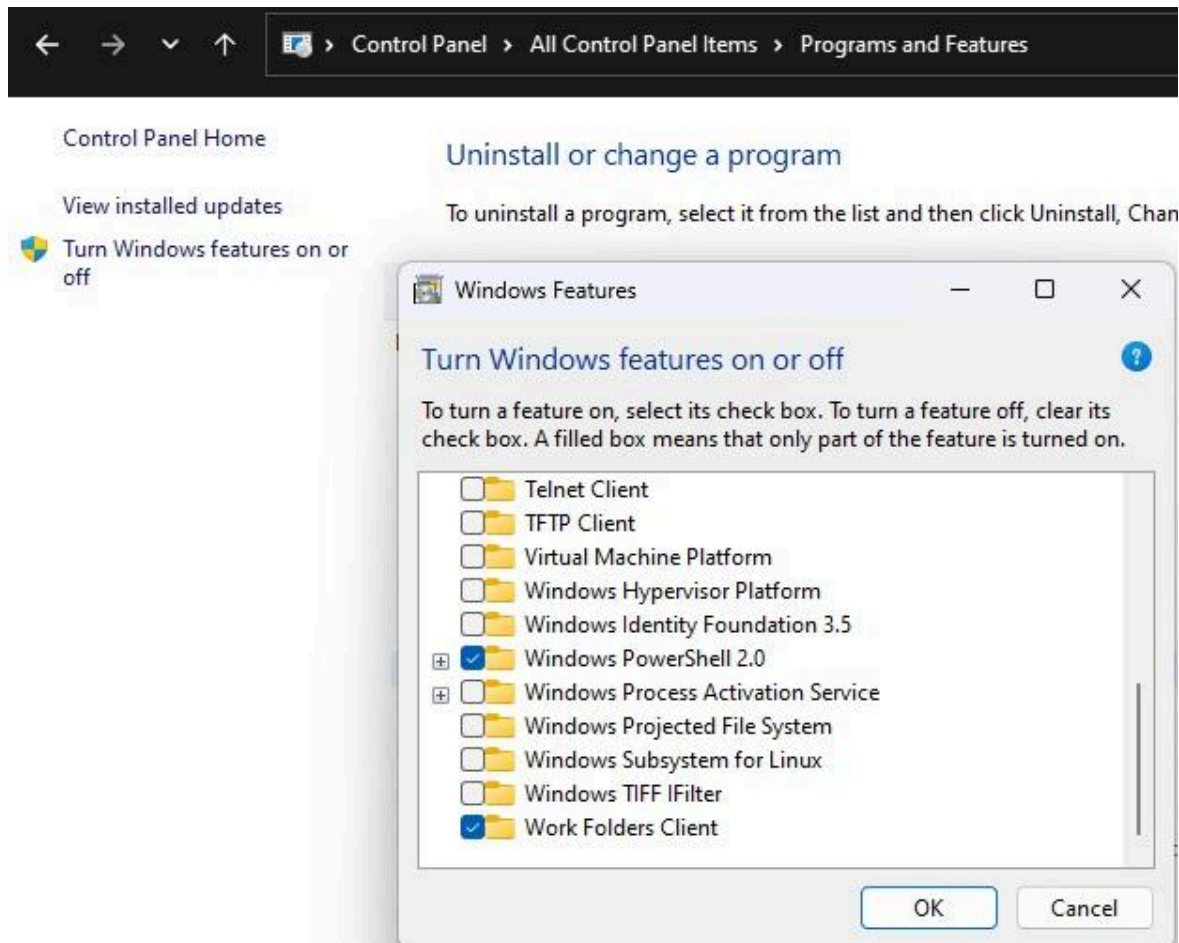 Control Panel > All Control Panel Items > Programs and Features
Control Panel Home
View installed updates
Turn Windows features on or
off
Uninstall or change a program
To uninstall a program, select it from the list and then click Uninstall,
Windows Features
Turn Windows features on or off
To turn a feature on, select its check box. To turn a feature off, clear its
check box. A filled box means that only part of the feature is turned on.
Telnet Client
TFTP Client
Virtual Machine Platform
Windows Hypervisor Platform
Windows Identity Foundation 3.5
Windows PowerShell 2.0
Windows Process Activation Service
Windows Projected File System
Windows Subsystem for Linux
Windows TIFF IFilter
Work Folders Client
OK
Cancel